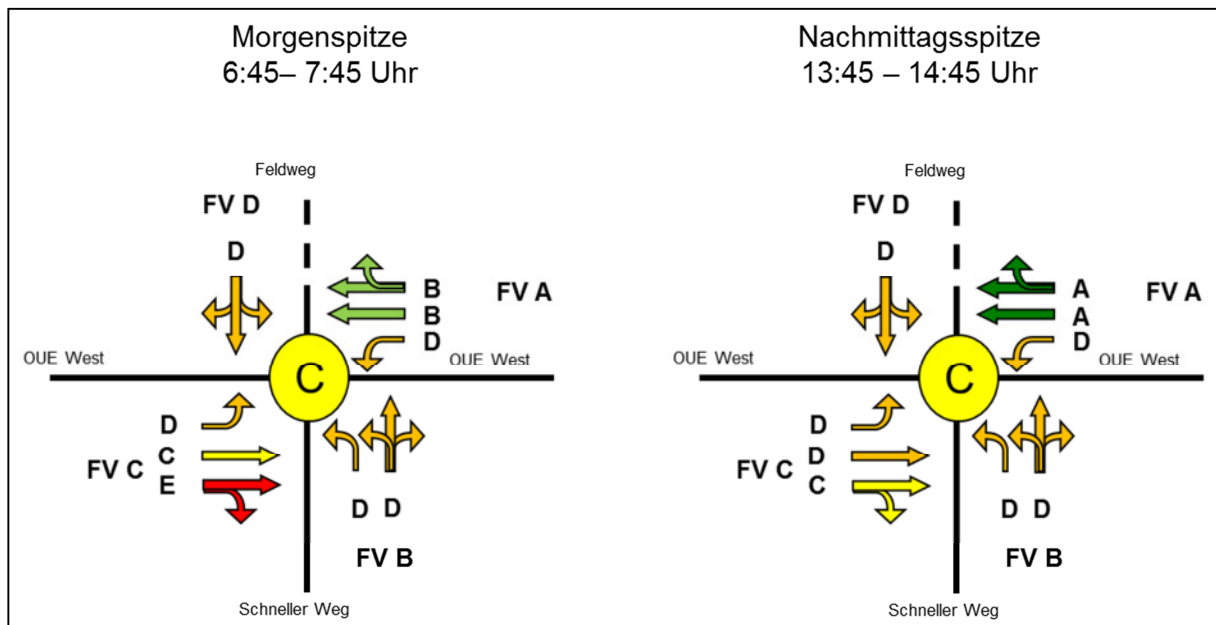 Morgenspitze
6:45– 7:45 Uhr
Feldweg
FV D
D
B
B
FV A
D
OUE West
OUE West
C
D
C
FV C
E
D D
FV B
Schneller Weg
Nachmittagsspitze
13:45 – 14:45 Uhr
Feldweg
FV D
D
A
A
FV A
D
OUE West
OUE West
C
D
D
FV C
C
D D
FV B
Schneller Weg